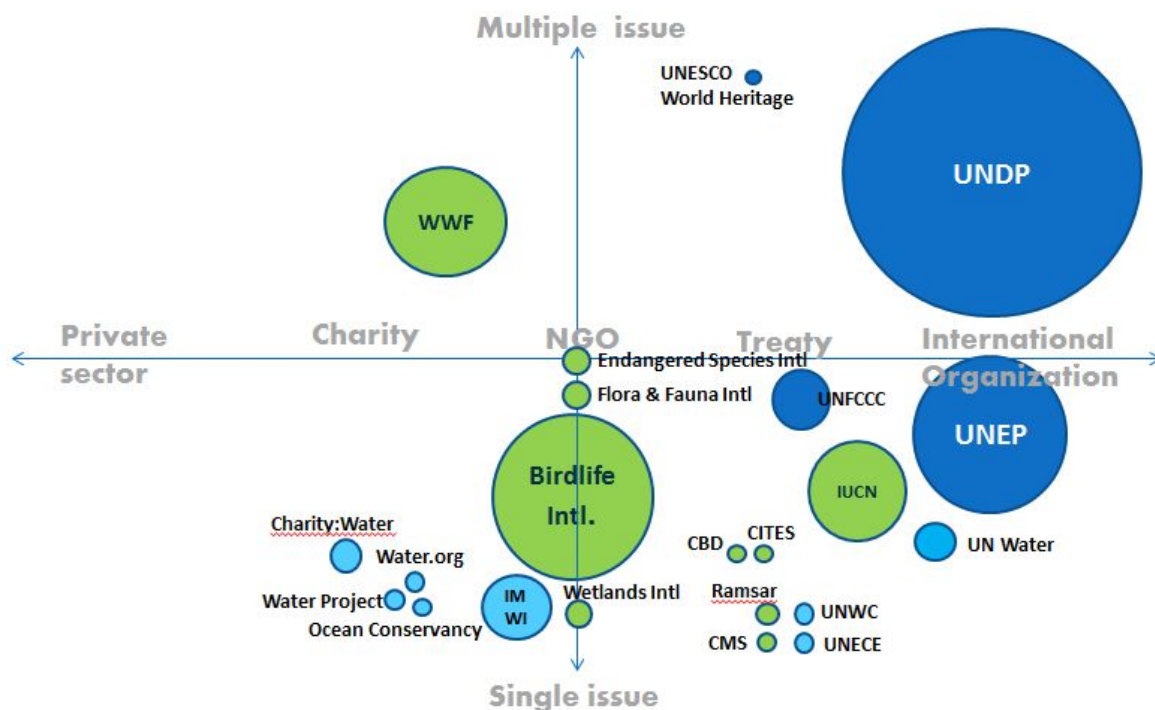 Multiple issue
UNESCO
World Heritage
UNDP
WWF
Private
sector
Charity
NGO
Treaty
International
Organization
Endangered Species Intl
Flora & Fauna Intl
UNFCCC
UNEP
Birdlife
Intl.
IUCN
Charity:Water
Water.org
CBD
CITES
UN Water
Water Project
Ocean Conservancy
IM
WI
Wetlands Intl
Ramsar
UNWC
CMS
UNECE
Single issue